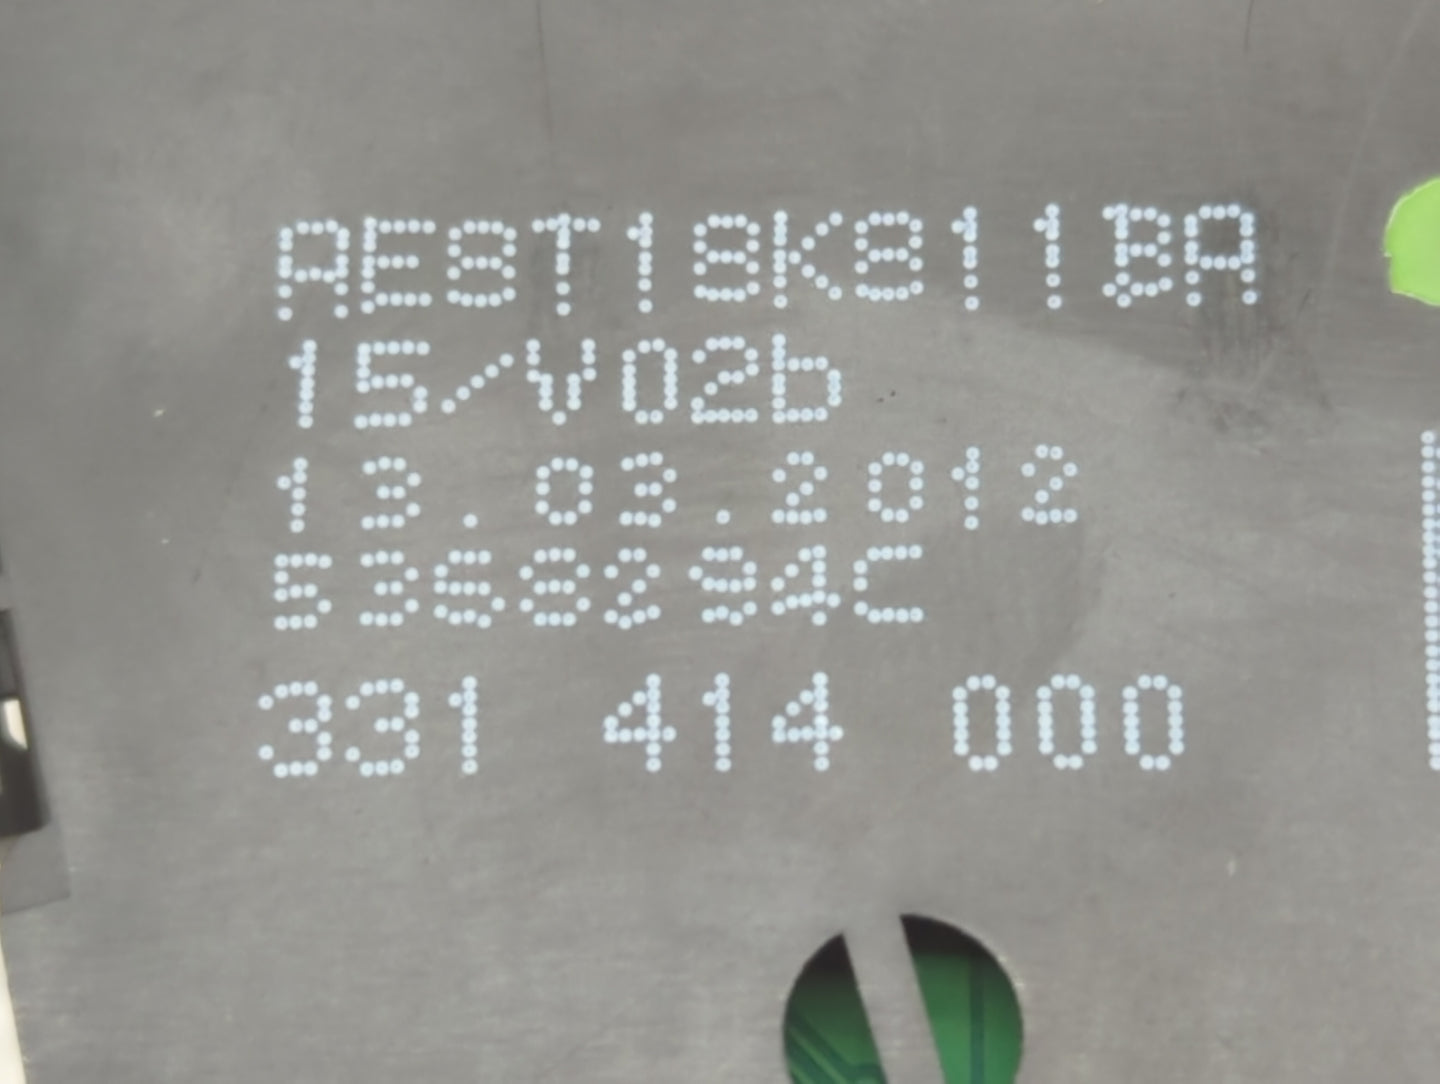 AE8T18K811BA
15/V02b
13.03.2012
5368294C
331 414 000